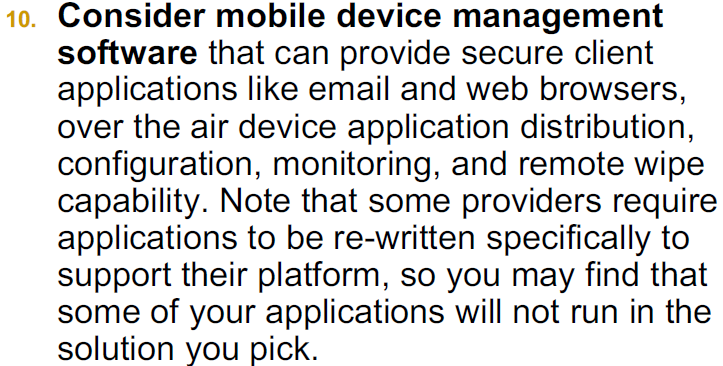 10. Consider mobile device management
software that can provide secure client
applications like email and web browsers,
over the air device application distribution,
configuration, monitoring, and remote wipe
capability. Note that some providers require
applications to be re-written specifically to
support their platform, so you may find that
some of your applications will not run in the
solution you pick.